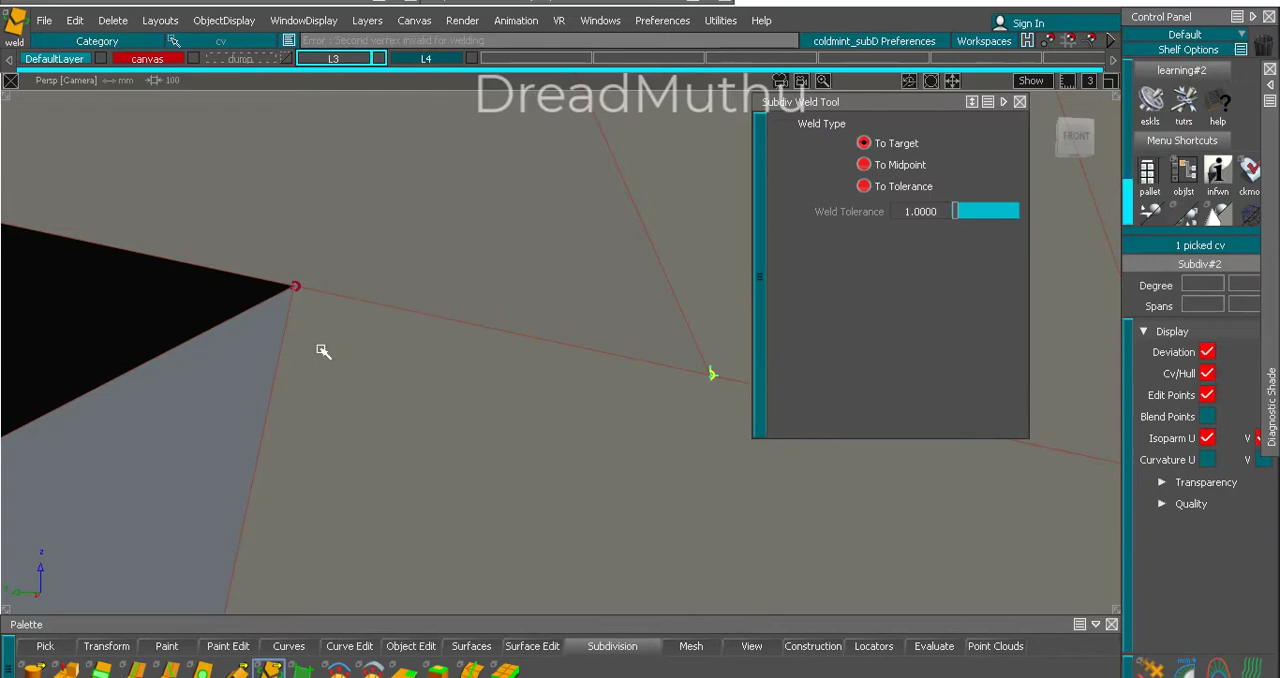 File Edit Delete Layouts ObjectDisplay WindowDisplay Layers Canvas Render Animation VR Windows Preferences Utilities Help
Sign In
weld
Category
cv
Error : Second vertex invalid for welding
coldmint_subD Preferences
Workspaces
DefaultLayer
canvas
dump
L3
L4
Persp [Camera] mm 100
Show
3
DreadMuthu
Subdiv Weld Tool
Weld Type
To Target
To Midpoint
To Tolerance
Weld Tolerance 1.0000
FRONT
z
Control Panel
Default
Shelf Options
learning#2
eskls tutrs help
Menu Shortcuts
pallet objlst infwn ckmo
1 picked cv
Subdiv#2
Degree
Spans
Display
Deviation
Cv/Hull
Edit Points
Blend Points
Isoparm U V
Curvature U V
Transparency
Quality
Diagnostic Shade
Palette
Pick Transform Paint Paint Edit Curves Curve Edit Object Edit Surfaces Surface Edit Subdivision Mesh View Construction Locators Evaluate Point Clouds